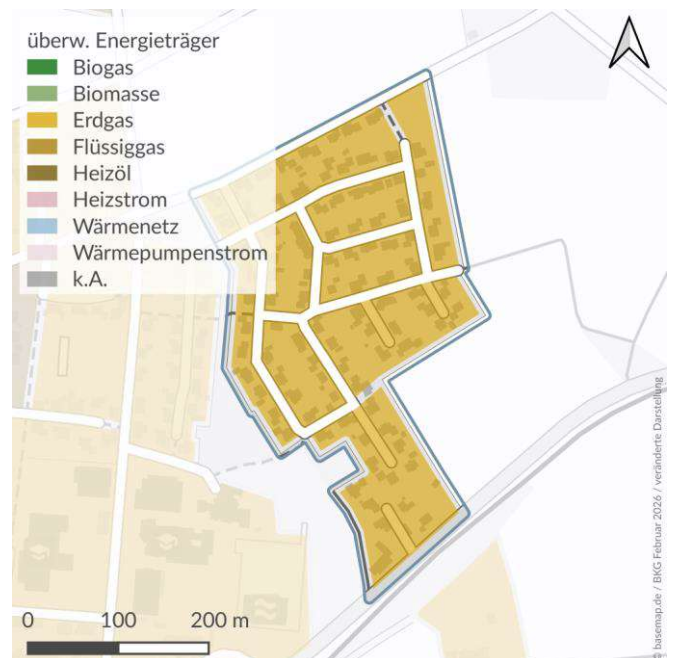 überw. Energieträger
Biogas
Biomasse
Erdgas
Flüssiggas
Heizöl
Heizstrom
Wärmenetz
Wärmepumpenstrom
k.A.
0 100 200 m
© basemap.de / BKG Februar 2026 / veränderte Darstellung